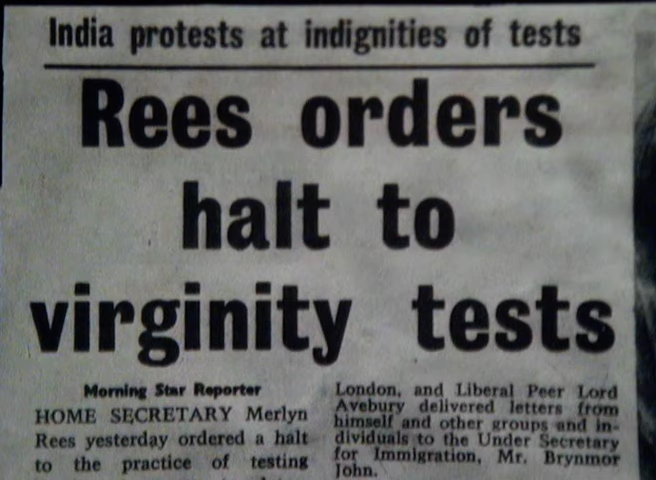 India protests at indignities of tests
Rees orders
halt to
virginity tests
Morning Star Reporter
HOME SECRETARY Merlyn
Rees yesterday ordered a halt
to the practice of testing
London, and Liberal Peer Lord
Avebury delivered letters from
himself and other groups and in-
dividuals to the Under Secretary
for Immigration, Mr. Brynmor
John.